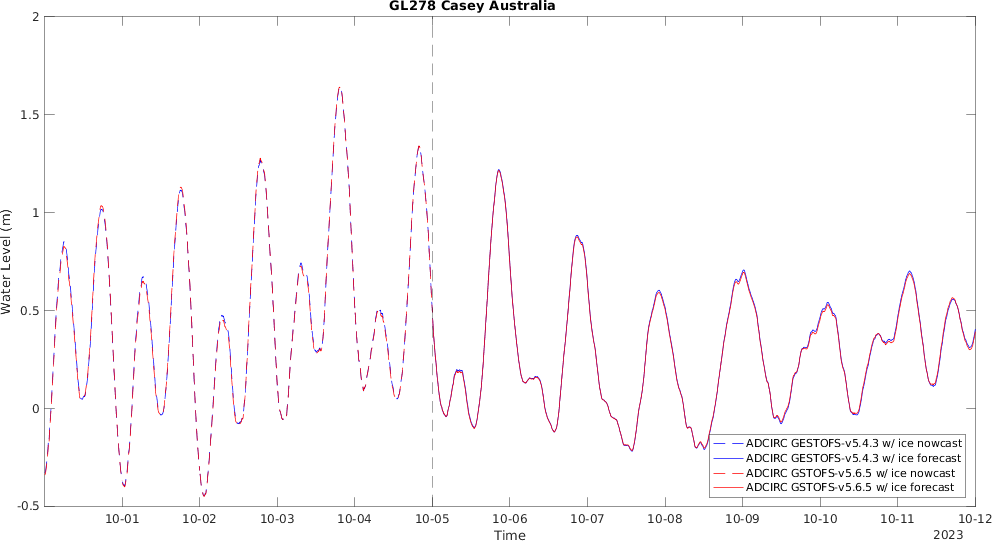 GL278 Casey Australia
2
1.5
1
0.5
0
-0.5
Water Level (m)
ADCIRC GESTOFS-v5.4.3 w/ ice nowcast
ADCIRC GESTOFS-v5.4.3 w/ ice forecast
ADCIRC GSTOFS-v5.6.5 w/ ice nowcast
ADCIRC GSTOFS-v5.6.5 w/ ice forecast
10-01 10-02 10-03 10-04 10-05 10-06 10-07 10-08 10-09 10-10 10-11 10-12
Time
2023